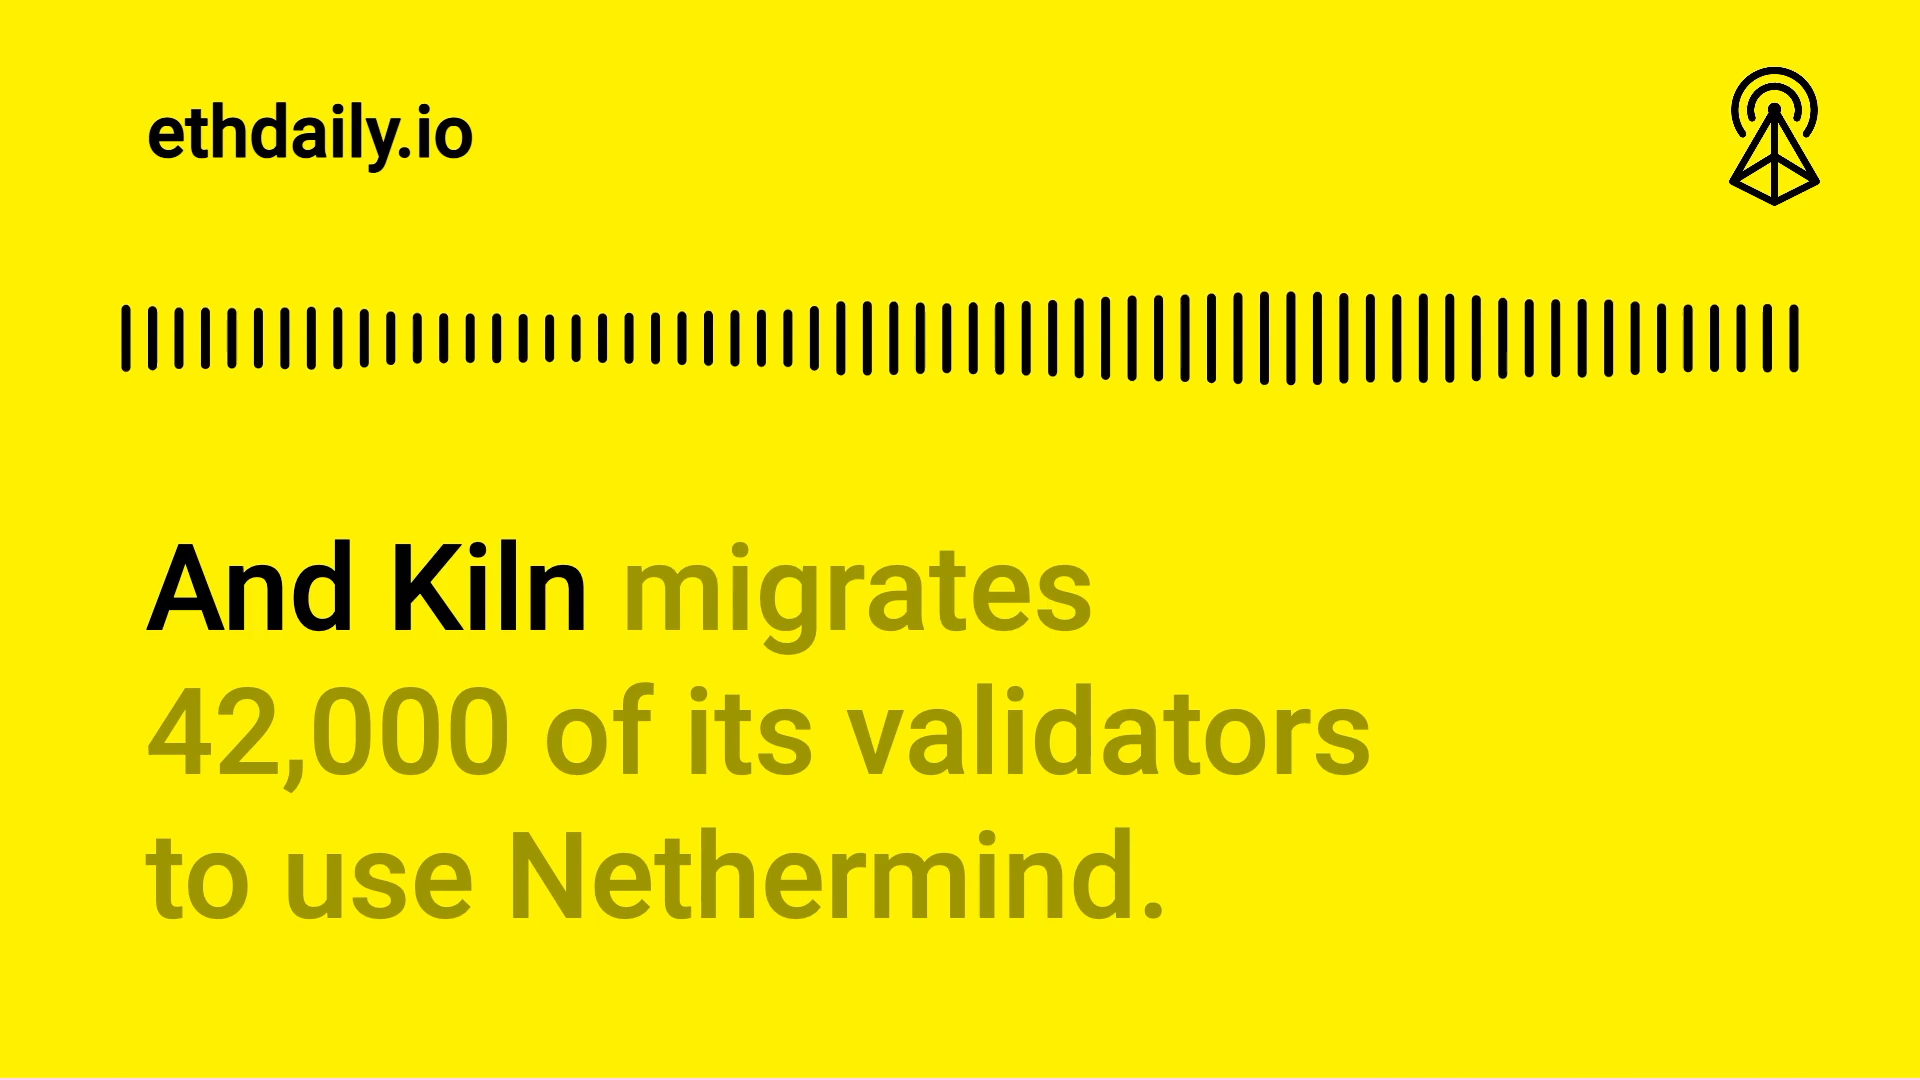 ethdaily.io
And Kiln migrates
42,000 of its validators
to use Nethermind.